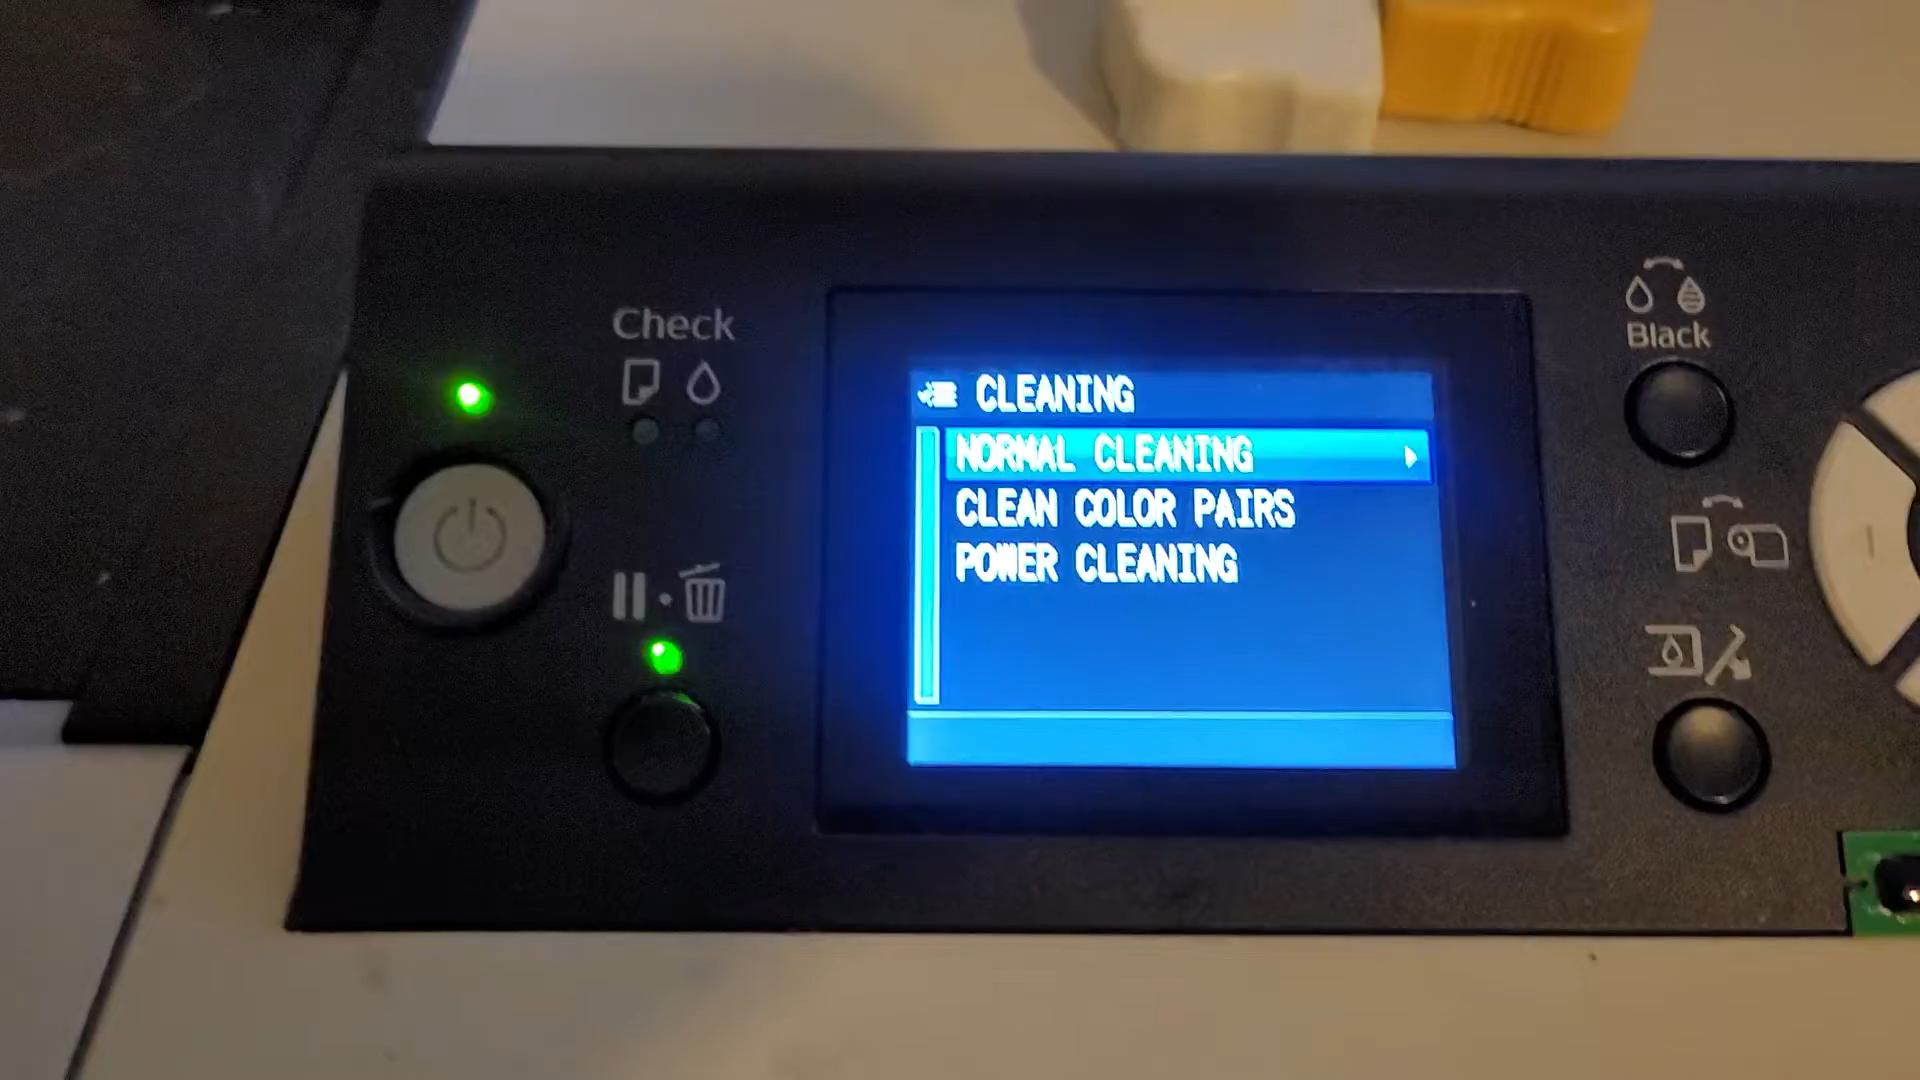 Check
Black
CLEANING
NORMAL CLEANING
CLEAN COLOR PAIRS
POWER CLEANING